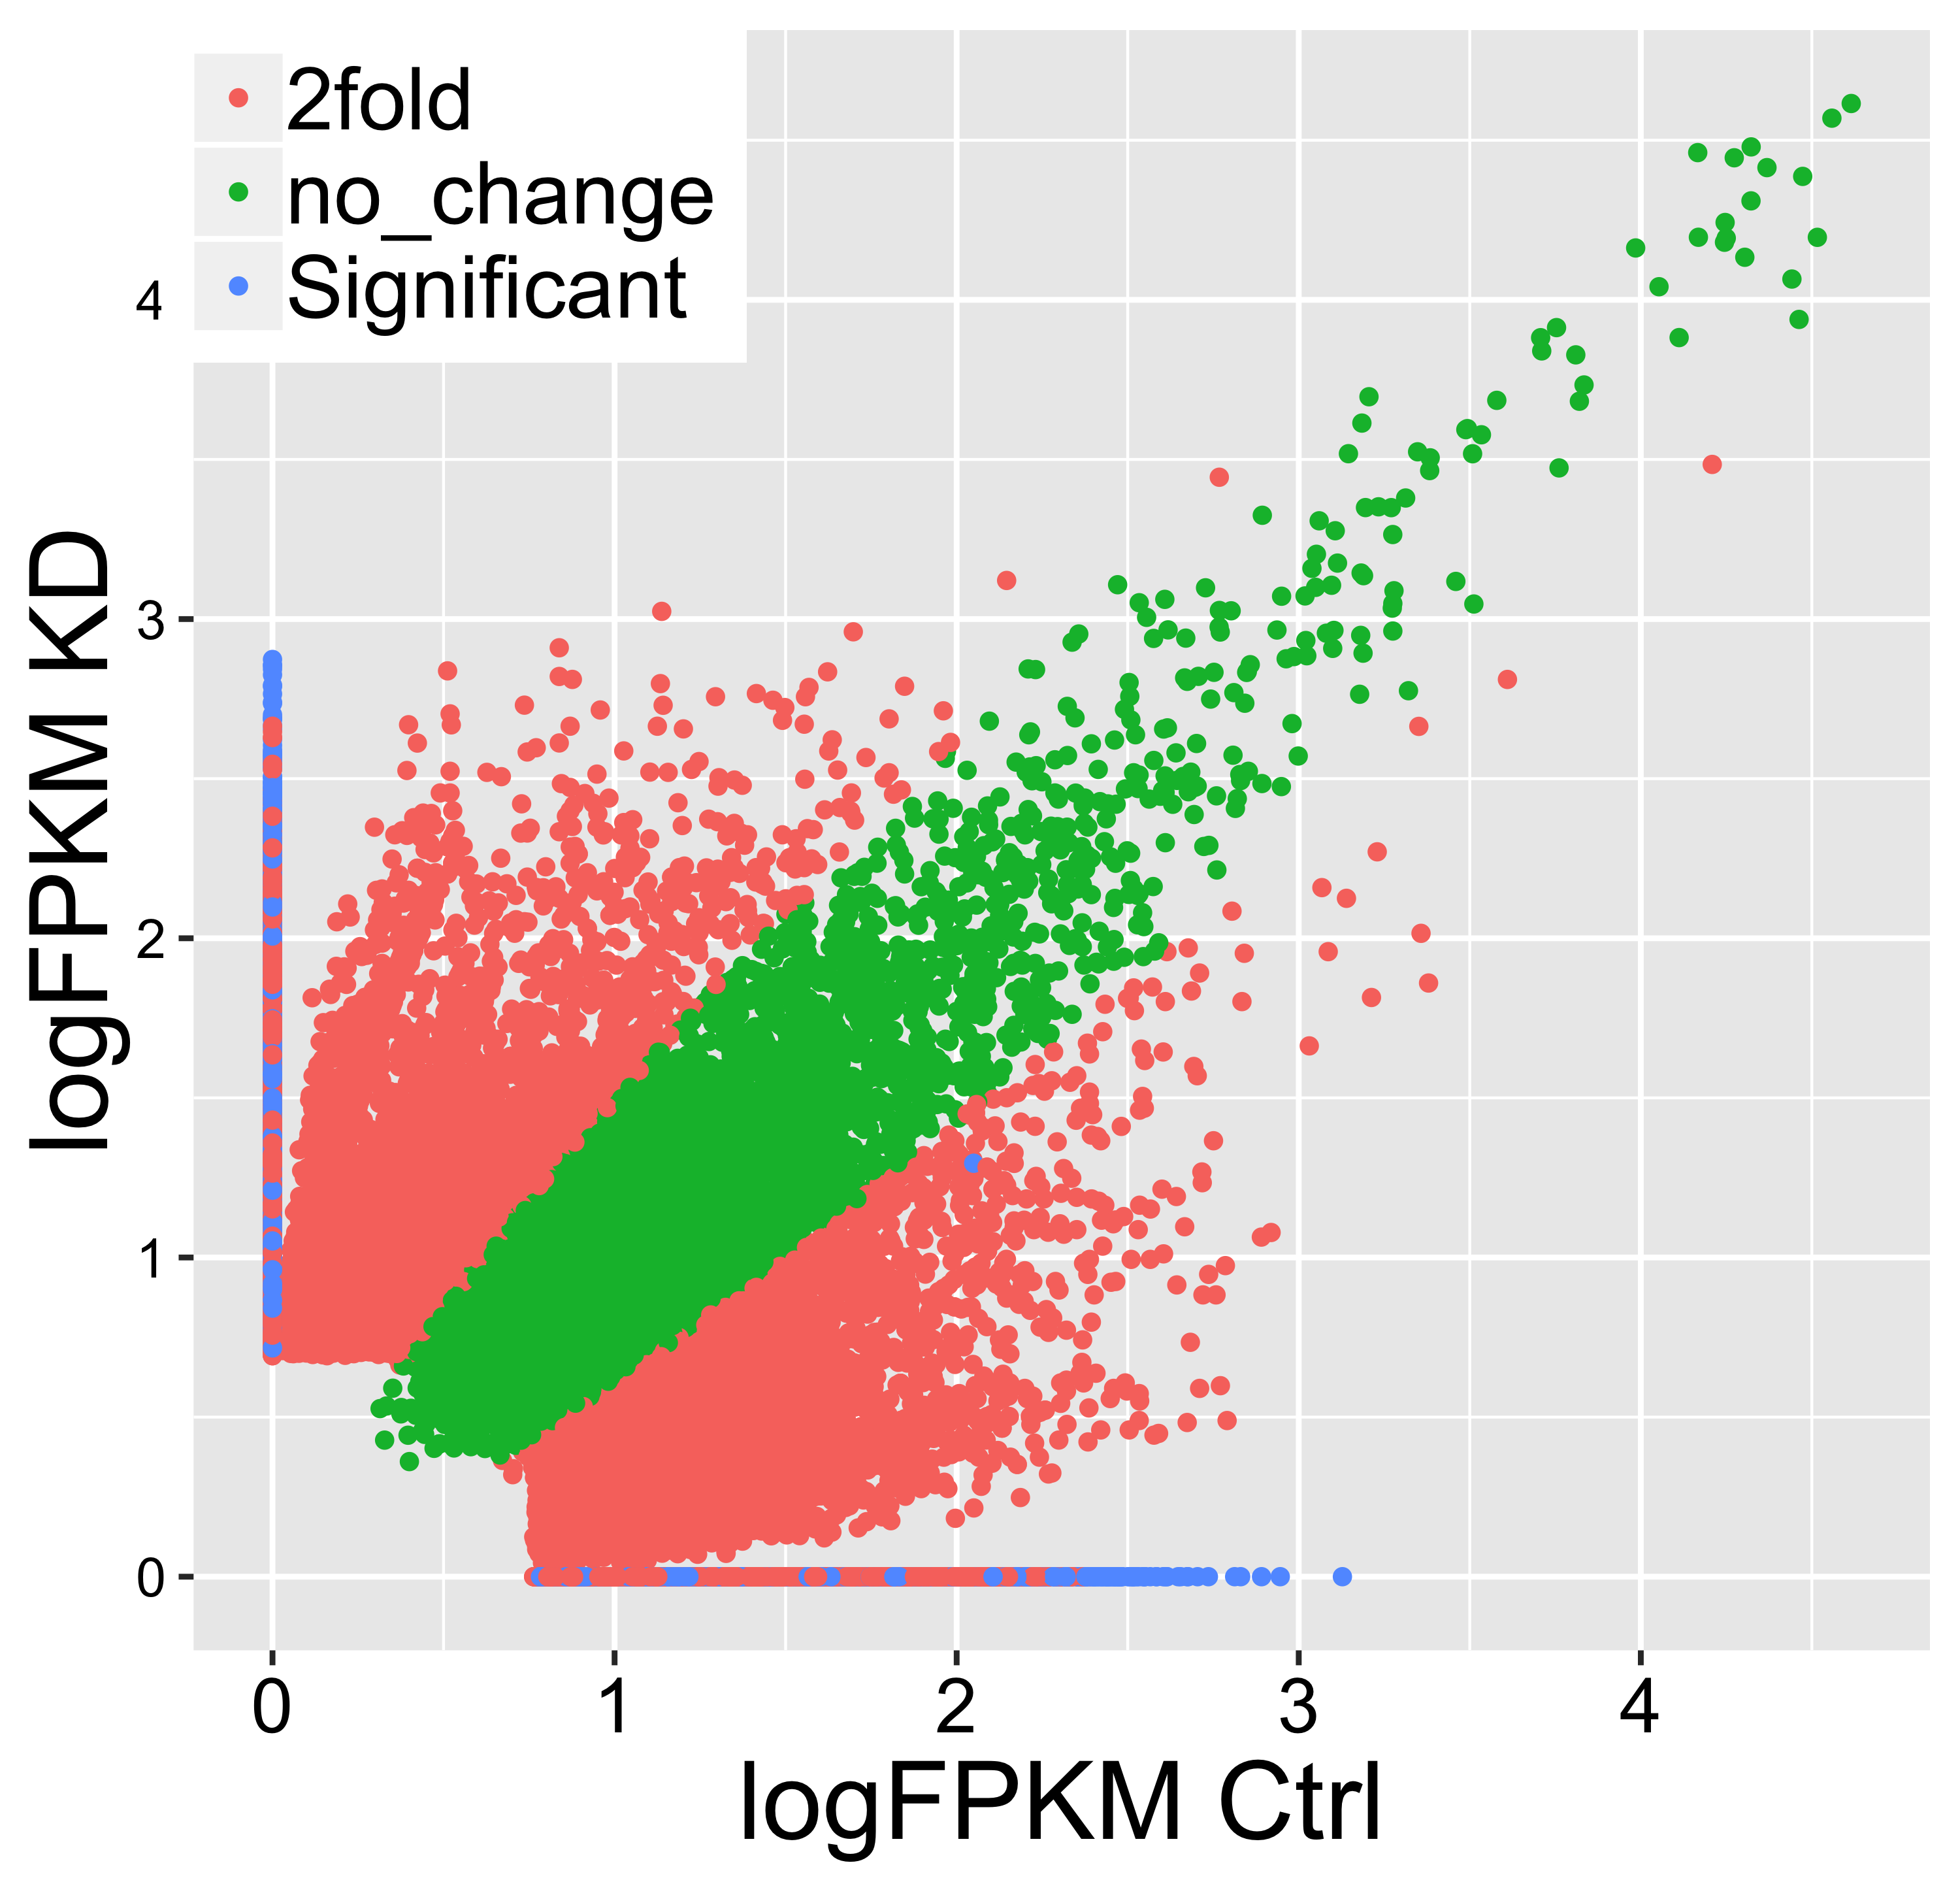 2fold
no_change
Significant
logFPKM KD
4
3
2
1
0
0 1 2 3 4
logFPKM Ctrl